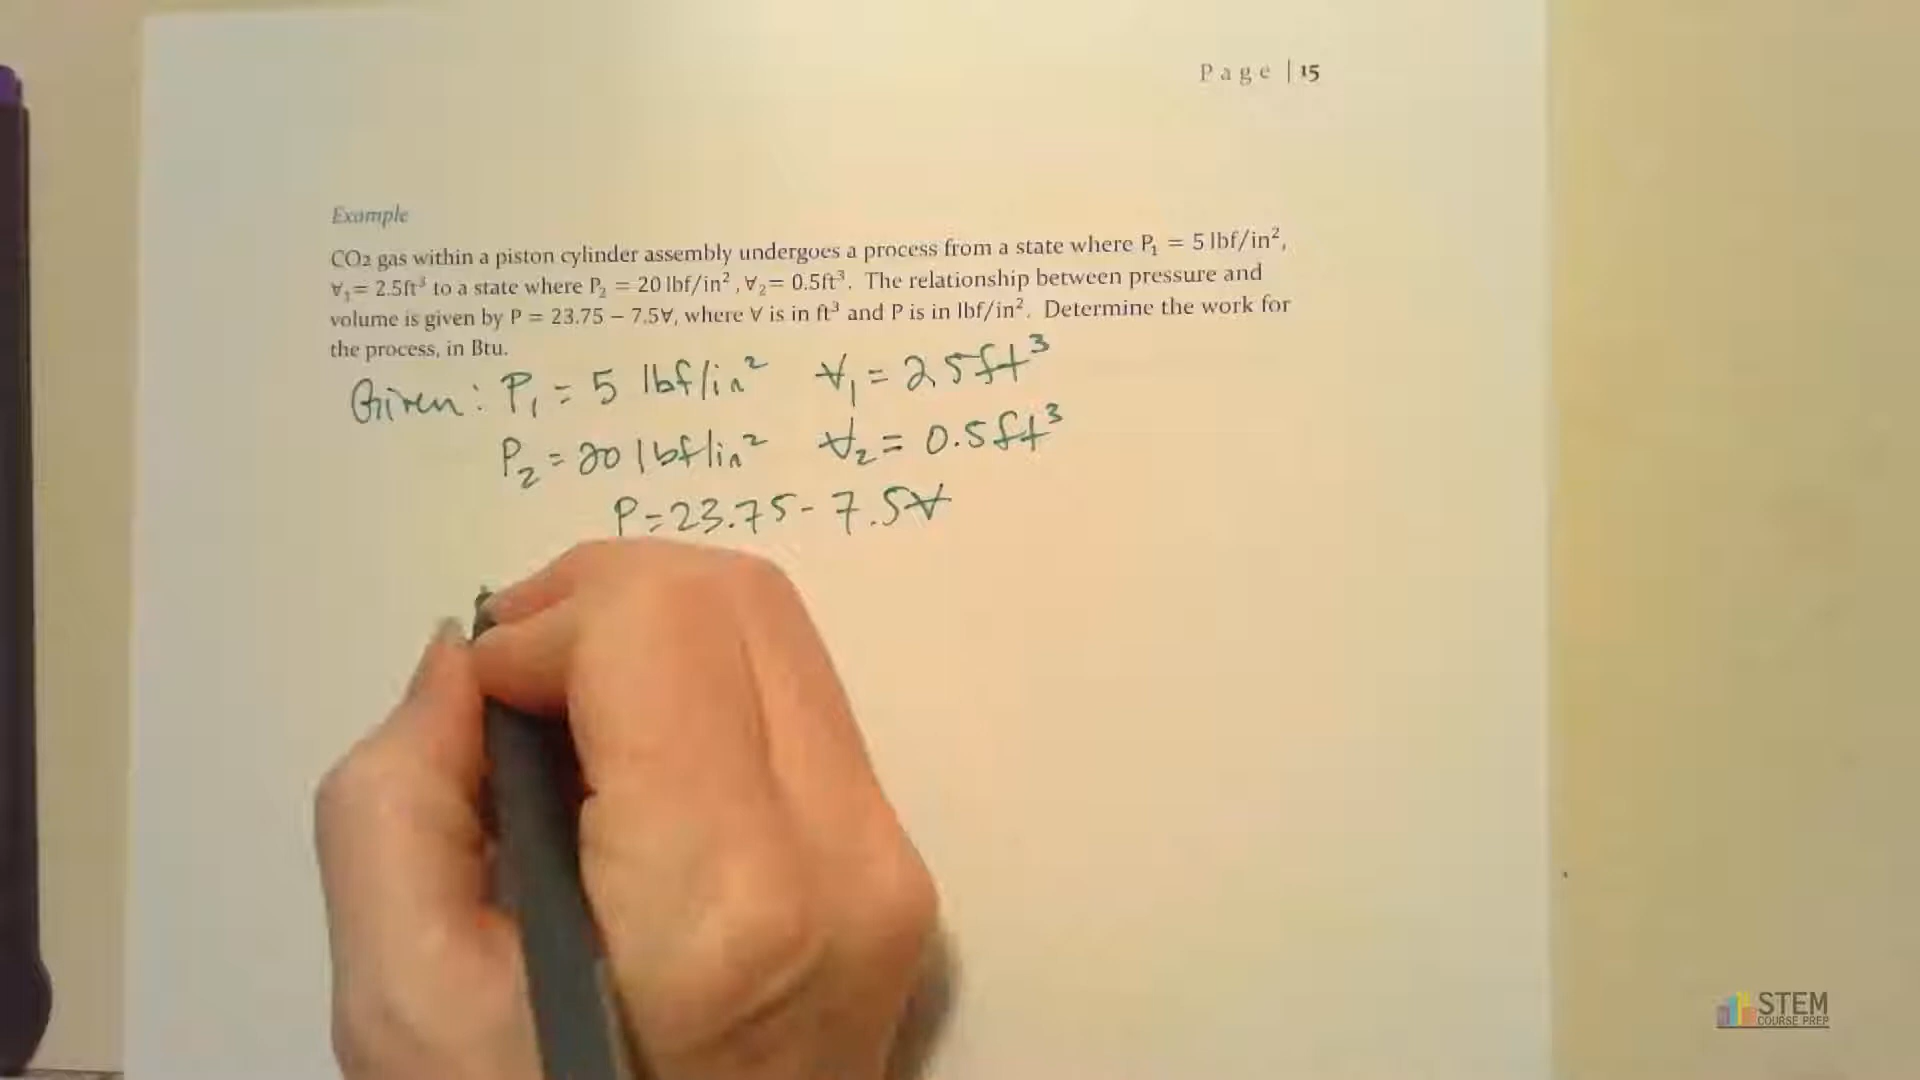 Page | 15
Example
CO2 gas within a piston cylinder assembly undergoes a process from a state where P₁ = 5 lbf/in²,
∀₁= 2.5ft³ to a state where P₂ = 20 lbf/in² , ∀₂= 0.5ft³. The relationship between pressure and
volume is given by P = 23.75 – 7.5∀, where ∀ is in ft³ and P is in lbf/in². Determine the work for
the process, in Btu.
Given: P₁ = 5 lbf/in² ∀₁ = 2.5ft³
P₂ = 20 lbf/in² ∀₂ = 0.5ft³
P = 23.75 - 7.5∀
STEM
COURSE PREP